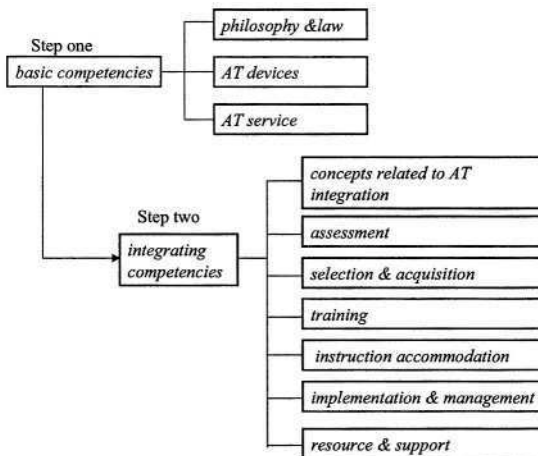 philosophy &law
Step one
basic competencies
AT devices
AT service
concepts related to AT
integration
Step two
assessment
integrating
competencies
selection & acquisition
training
instruction accommodation
implementation & management
resource & support